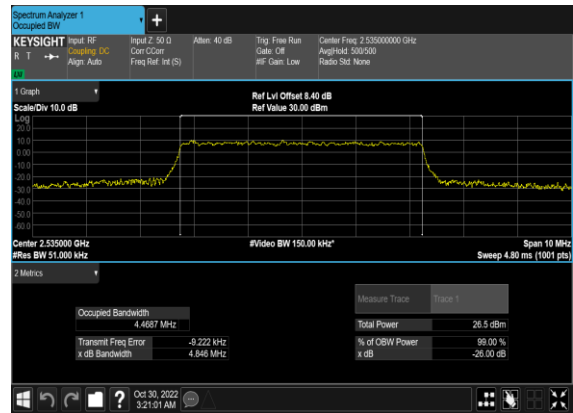 Spectrum Analyzer 1
Occupied BW
+
KEYSIGHT Input: RF Input Z: 50 Ω Atten: 40 dB Trig: Free Run Center Freq: 2.535000000 GHz
R T Coupling: DC Corr CCorr Gate: Off Avg|Hold: 500/500
Align: Auto Freq Ref: Int (S) #IF Gain: Low Radio Std: None
1 Graph
Scale/Div 10.0 dB Ref Lvl Offset 8.40 dB
Ref Value 30.00 dBm
Log
20.0
10.0
0.00
-10.0
-20.0
-30.0
-40.0
-50.0
-60.0
Center 2.535000 GHz #Video BW 150.00 kHz* Span 10 MHz
#Res BW 51.000 kHz Sweep 4.80 ms (1001 pts)
2 Metrics
Measure Trace Trace 1
Occupied Bandwidth
4.4687 MHz Total Power 26.5 dBm
Transmit Freq Error -9.222 kHz % of OBW Power 99.00 %
x dB Bandwidth 4.846 MHz x dB -26.00 dB
? Oct 30, 2022
3:21:01 AM